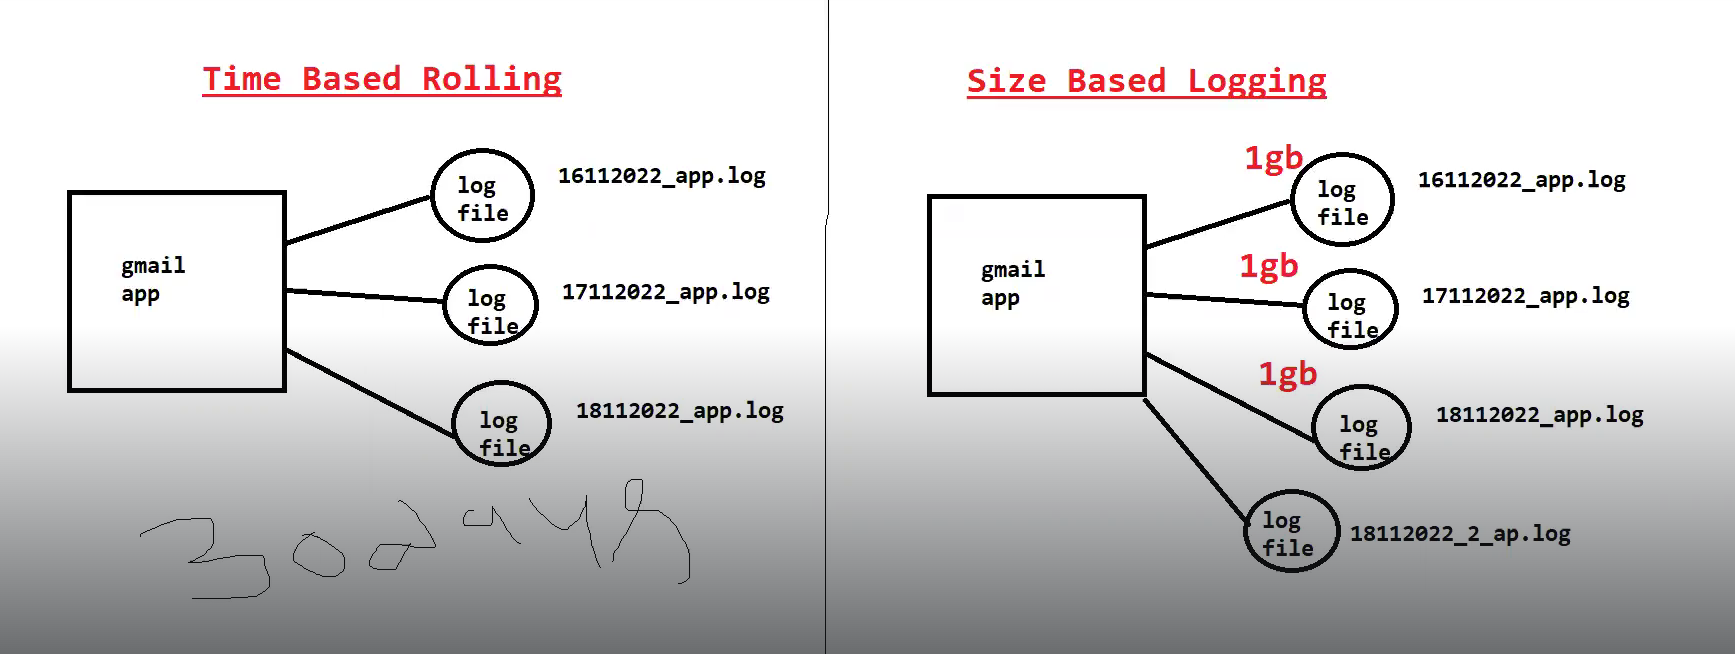 Time Based Rolling
log
file
16112022_app.log
gmail
app
log
file
17112022_app.log
log
file
18112022_app.log
30days
Size Based Logging
1gb
log
file
16112022_app.log
gmail
app
1gb
log
file
17112022_app.log
1gb
log
file
18112022_app.log
log
file
18112022_2_ap.log